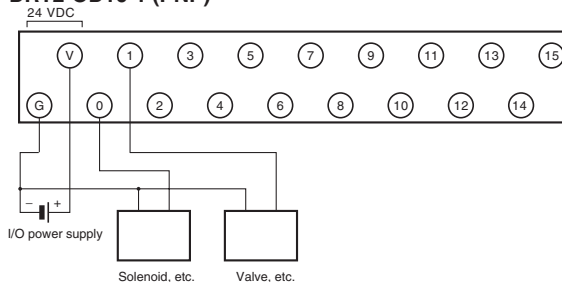 24 VDC
V 1 3 5 7 9 11 13 15
G 0 2 4 6 8 10 12 14
− +
I/O power supply
Solenoid, etc. Valve, etc.